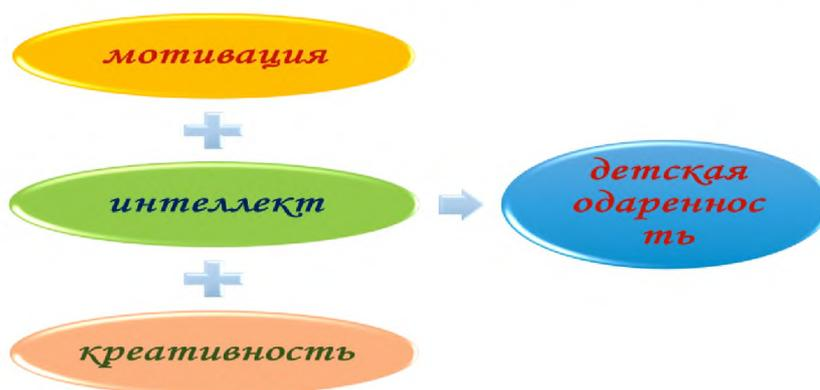 мотивация
интеллект
креативность
детская
одареннос
ть